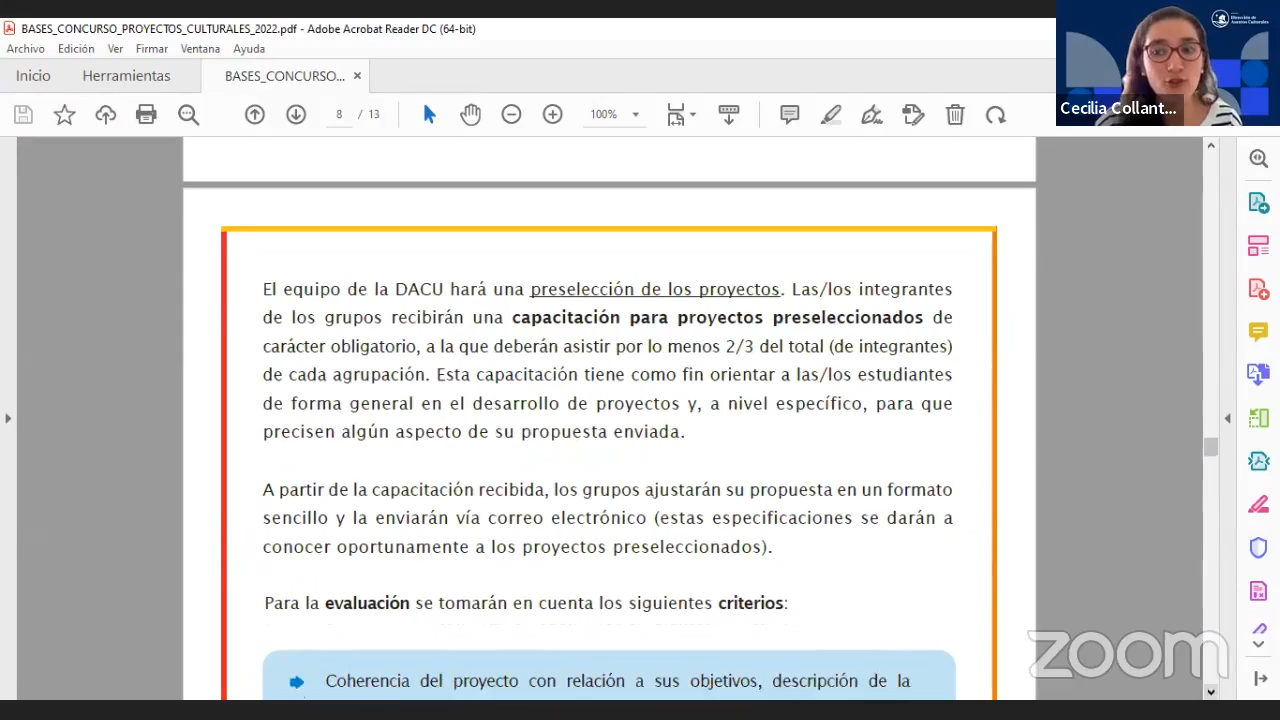 BASES_CONCURSO_PROYECTOS_CULTURALES_2022.pdf - Adobe Acrobat Reader DC (64-bit)
Archivo Edición Ver Firmar Ventana Ayuda
Inicio Herramientas BASES_CONCURSO... ×
8 / 13 100%
Dirección de
Asuntos Culturales
Cecilia Collant...
El equipo de la DACU hará una preselección de los proyectos. Las/los integrantes
de los grupos recibirán una capacitación para proyectos preseleccionados de
carácter obligatorio, a la que deberán asistir por lo menos 2/3 del total (de integrantes)
de cada agrupación. Esta capacitación tiene como fin orientar a las/los estudiantes
de forma general en el desarrollo de proyectos y, a nivel específico, para que
precisen algún aspecto de su propuesta enviada.
A partir de la capacitación recibida, los grupos ajustarán su propuesta en un formato
sencillo y la enviarán vía correo electrónico (estas especificaciones se darán a
conocer oportunamente a los proyectos preseleccionados).
Para la evaluación se tomarán en cuenta los siguientes criterios:
Coherencia del proyecto con relación a sus objetivos, descripción de la
zoom